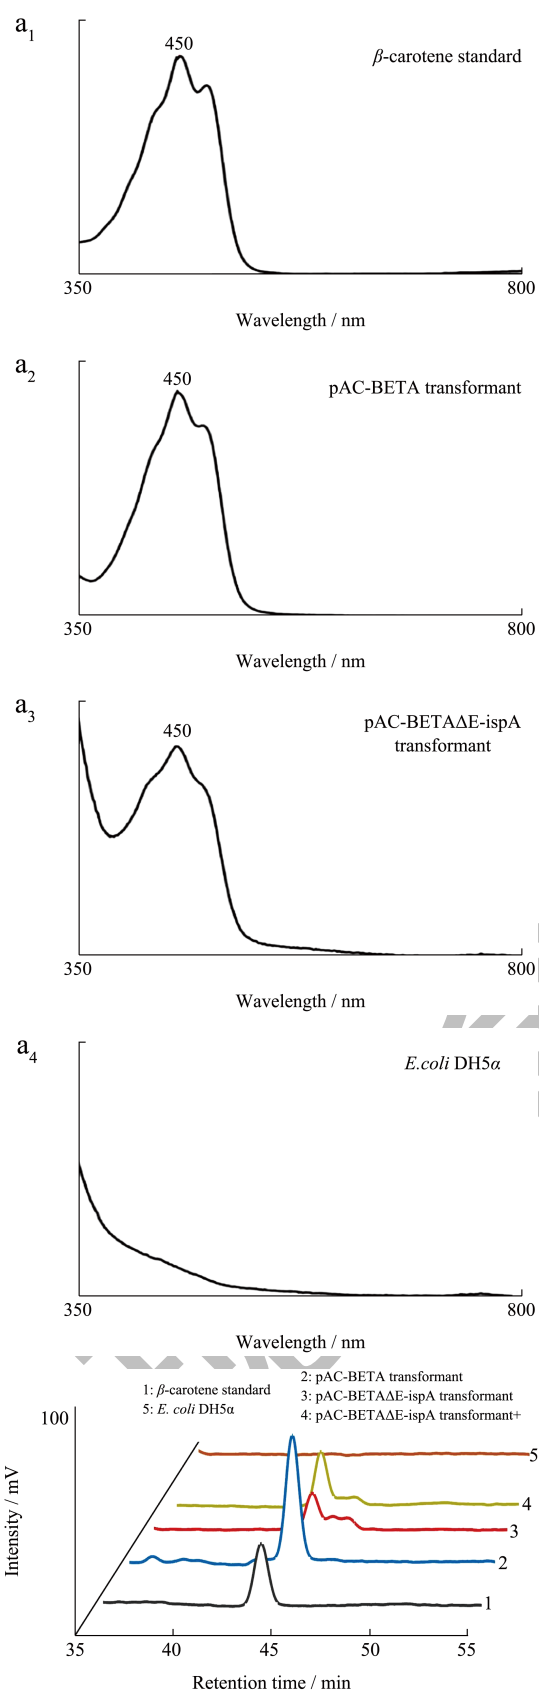 a1
450
β-carotene standard
350
800
Wavelength / nm
a2
450
pAC-BETA transformant
350
800
Wavelength / nm
a3
450
pAC-BETAΔE-ispA
transformant
350
800
Wavelength / nm
a4
E.coli DH5α
350
800
Wavelength / nm
1: β-carotene standard
5: E. coli DH5α
2: pAC-BETA transformant
3: pAC-BETAΔE-ispA transformant
4: pAC-BETAΔE-ispA transformant+
100
Intensity / mV
5
4
3
2
1
35 40 45 50 55
Retention time / min